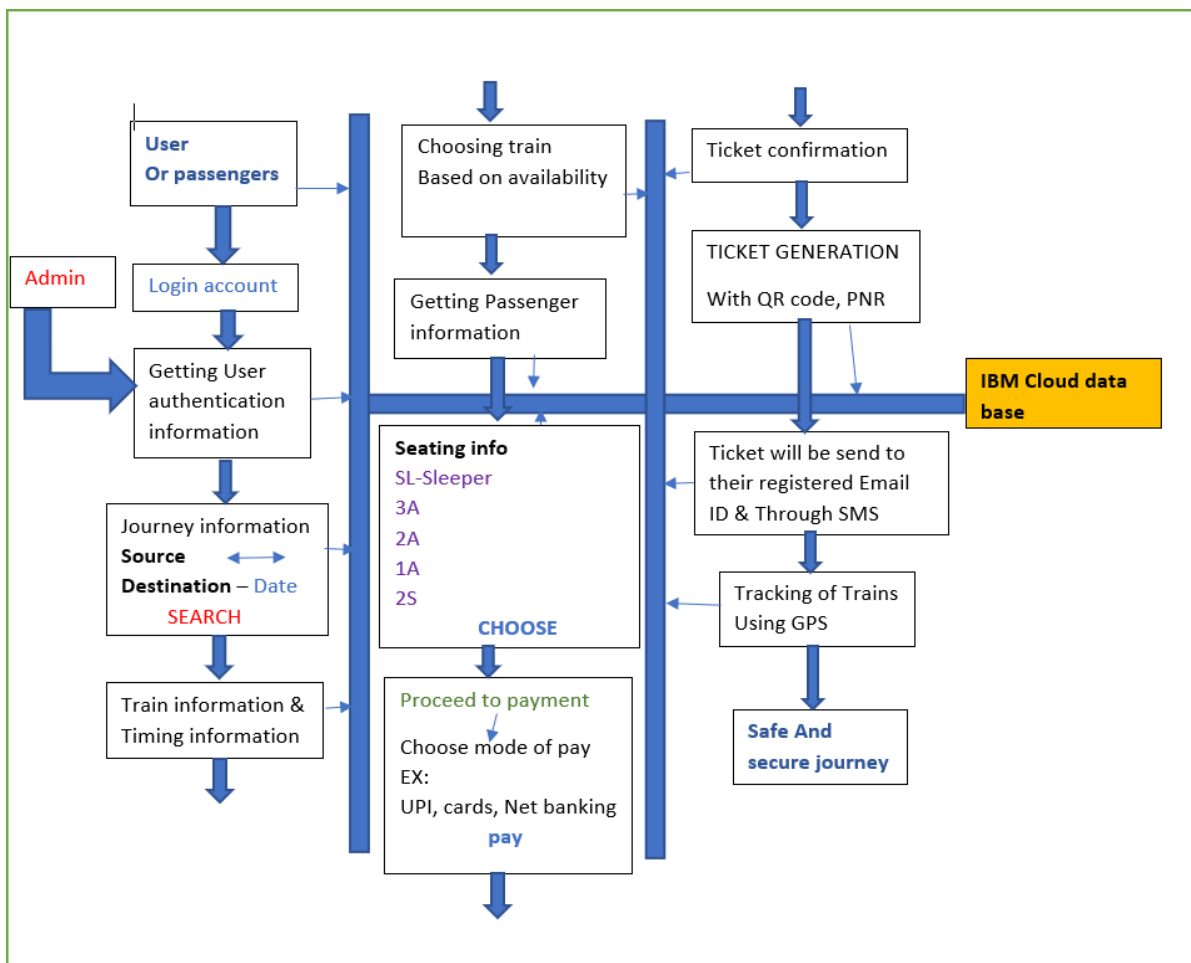 User
Or passengers
Admin
Login account
Getting User
authentication
information
Journey information
Source
Destination – Date
SEARCH
Train information &
Timing information
Choosing train
Based on availability
Getting Passenger
information
Seating info
SL-Sleeper
3A
2A
1A
2S
CHOOSE
Proceed to payment
Choose mode of pay
EX:
UPI, cards, Net banking
pay
Ticket confirmation
TICKET GENERATION
With QR code, PNR
IBM Cloud data
base
Ticket will be send to
their registered Email
ID & Through SMS
Tracking of Trains
Using GPS
Safe And
secure journey